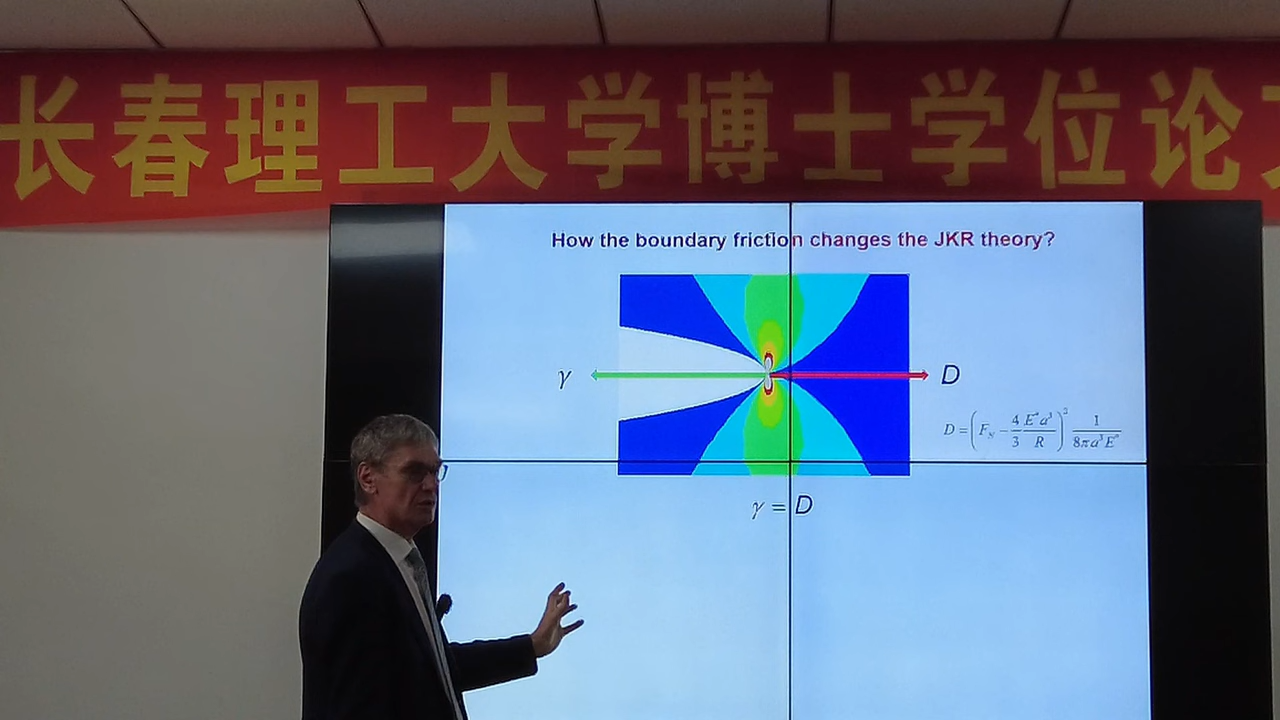 长春理工大学博士学位论
How the boundary friction changes the JKR theory?
γ D
D = (F_N - 4/3 E*a³/R)² 1/8πa³E*
γ = D